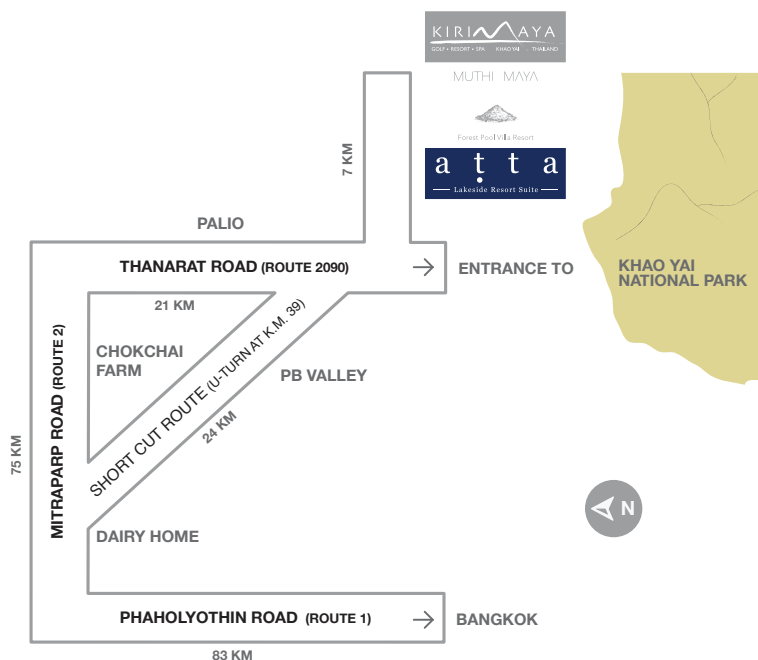 KIRIMAYA
GOLF • RESORT • SPA KHAO YAI . THAILAND
MUTHI MAYA
Forest Pool Villa Resort
atta
Lakeside Resort Suite
7 KM
PALIO
THANARAT ROAD (ROUTE 2090)
ENTRANCE TO
KHAO YAI
NATIONAL PARK
21 KM
CHOKCHAI
FARM
SHORT CUT ROUTE (U-TURN AT K.M. 39)
PB VALLEY
24 KM
MITRAPARP ROAD (ROUTE 2)
75 KM
N
DAIRY HOME
PHAHOLYOTHIN ROAD (ROUTE 1)
BANGKOK
83 KM